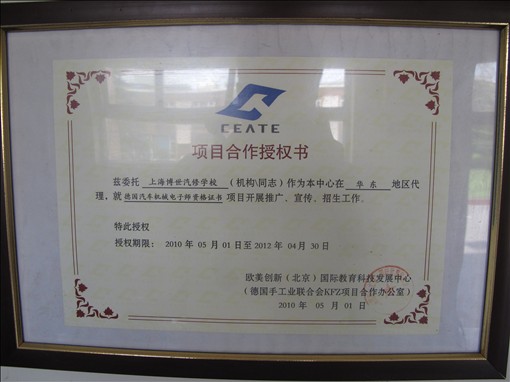 CEATE
项目合作授权书
兹委托 上海博世汽修学校 （机构\同志）作为本中心在 华东 地区代
理，就 德国汽车机械电子师资格证书 项目开展推广、宣传、招生工作。
特此授权
授权期限： 2010 年 05 月 01 日至 2012 年 04 月 30 日
欧美创新（北京）国际教育科技发展中心
（德国手工业联合会KFZ项目合作办公室）
2010 年 05 月 01 日